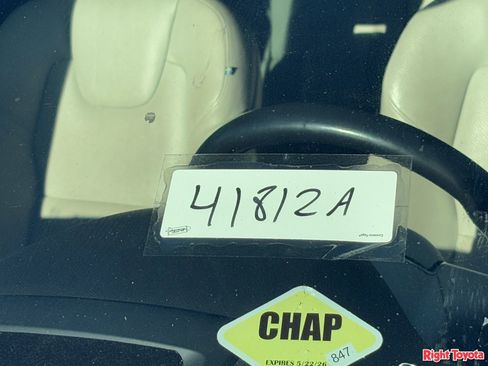 41812A
CHAP
EXPIRES 5/22/26
847
Right Toyota